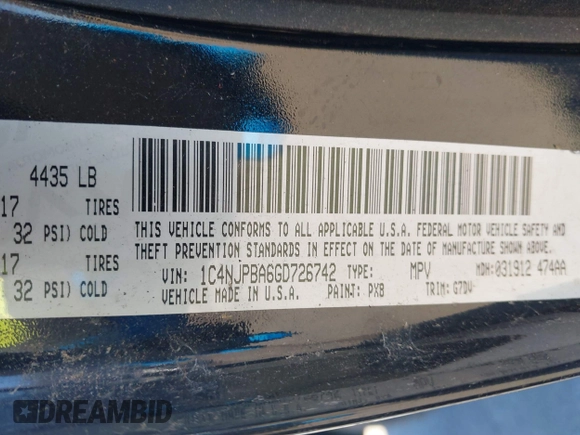 4435 LB
17 TIRES
32 PSI) COLD
17 TIRES
32 PSI) COLD
THIS VEHICLE CONFORMS TO ALL APPLICABLE U.S.A. FEDERAL MOTOR VEHICLE SAFETY AND
THEFT PREVENTION STANDARDS IN EFFECT ON THE DATE OF MANUFACTURE SHOWN ABOVE.
VIN: 1C4NJPBA6GD726742 TYPE: MPV MDH: 031912 474AA
VEHICLE MADE IN U.S.A. PAINT: PXB TRIM: G7DV
DREAMBID